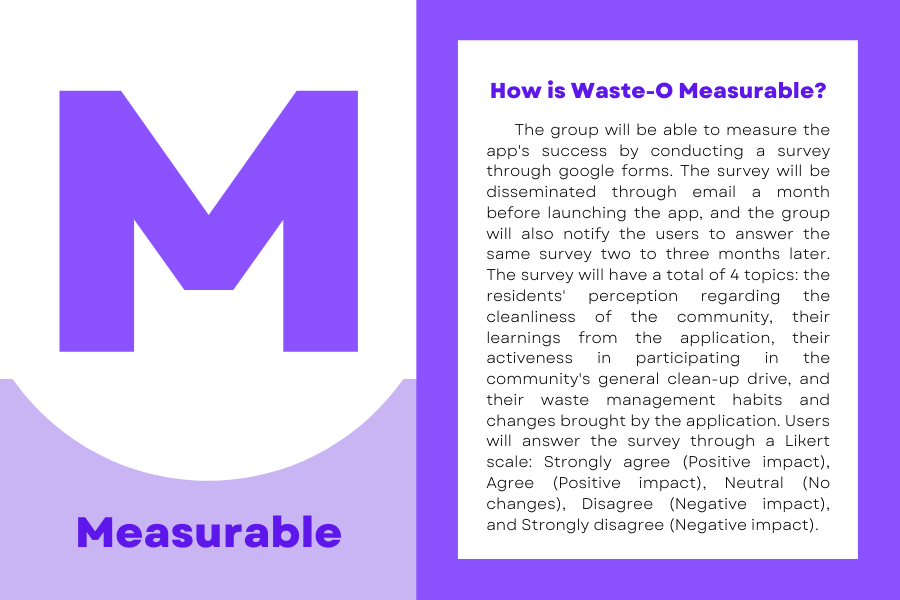 M
Measurable
How is Waste-O Measurable?
The group will be able to measure the
app's success by conducting a survey
through google forms. The survey will be
disseminated through email a month
before launching the app, and the group
will also notify the users to answer the
same survey two to three months later.
The survey will have a total of 4 topics: the
residents' perception regarding the
cleanliness of the community, their
learnings from the application, their
activeness in participating in the
community's general clean-up drive, and
their waste management habits and
changes brought by the application. Users
will answer the survey through a Likert
scale: Strongly agree (Positive impact),
Agree (Positive impact), Neutral (No
changes), Disagree (Negative impact),
and Strongly disagree (Negative impact).